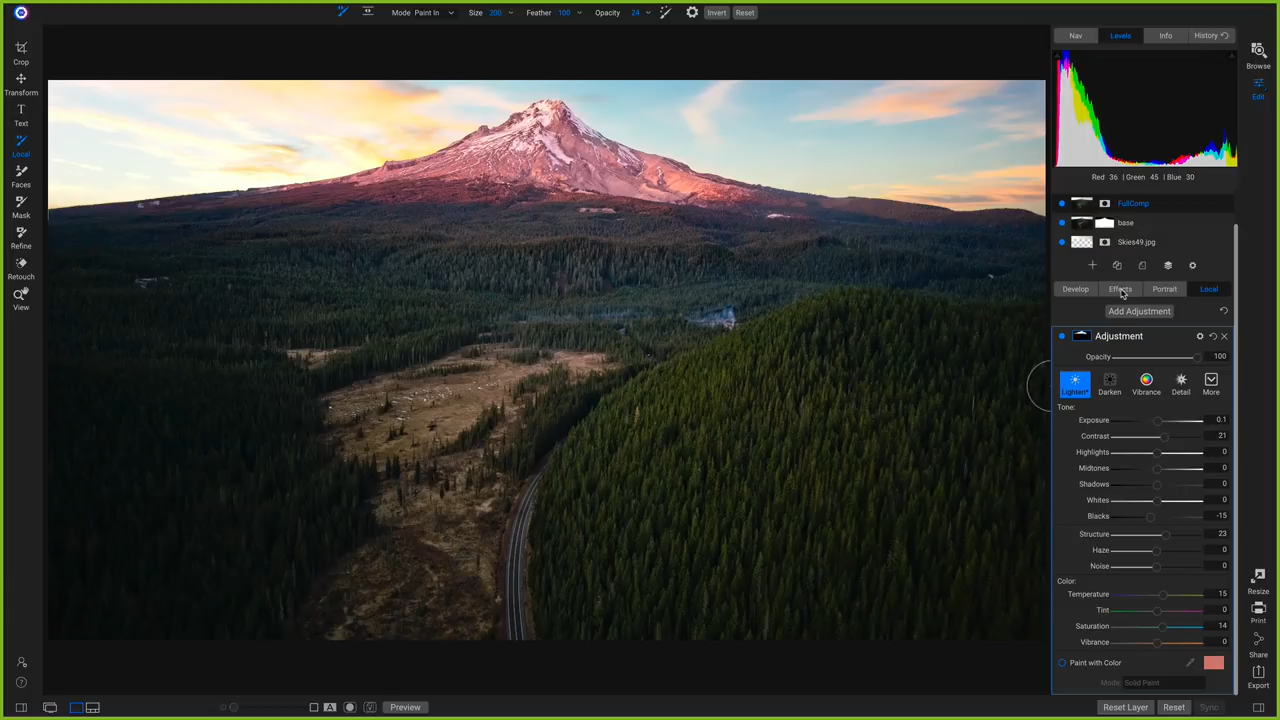 Mode Paint In Size 200 Feather 100 Opacity 24 Invert Reset
Nav Levels Info History
Crop
Transform
Text
Local
Faces
Mask
Refine
Retouch
View
Red 36 | Green 45 | Blue 30
FullComp
base
Skies49.jpg
Develop Effects Portrait Local
Add Adjustment
Adjustment
Opacity 100
Lighten* Darken Vibrance Detail More
Tone:
Exposure 0.1
Contrast 21
Highlights 0
Midtones 0
Shadows 0
Whites 0
Blacks -15
Structure 23
Haze 0
Noise 0
Color:
Temperature 15
Tint 0
Saturation 14
Vibrance 0
Paint with Color
Mode: Solid Paint
Browse
Edit
Resize
Print
Share
Export
A Preview
Reset Layer Reset Sync